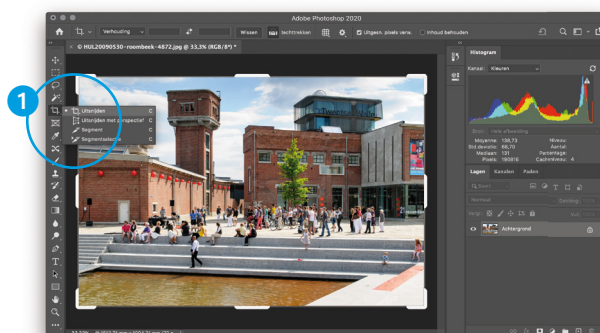 Adobe Photoshop 2020
Verhouding
Wissen
Rechttrekken
Uitgesn. pixels verw.
Inhoud behouden
× © HUL20090530-roombeek-4872.jpg @ 33,3% (RGB/8*) *
1
Uitsnijden C
Uitsnijden met perspectief C
Segment C
Segmentselectie C
Histogram
Kanaal: Kleuren
Bron: Hele afbeelding
Gemiddelde: 138,73 Niveau:
Std.deviatie: 68,70 Aantal:
Mediaan: 131 Percentage:
Pixels: 190816 Cacheniveau: 4
Lagen Kanalen Paden
Normaal
Dekking:
Achtergrond